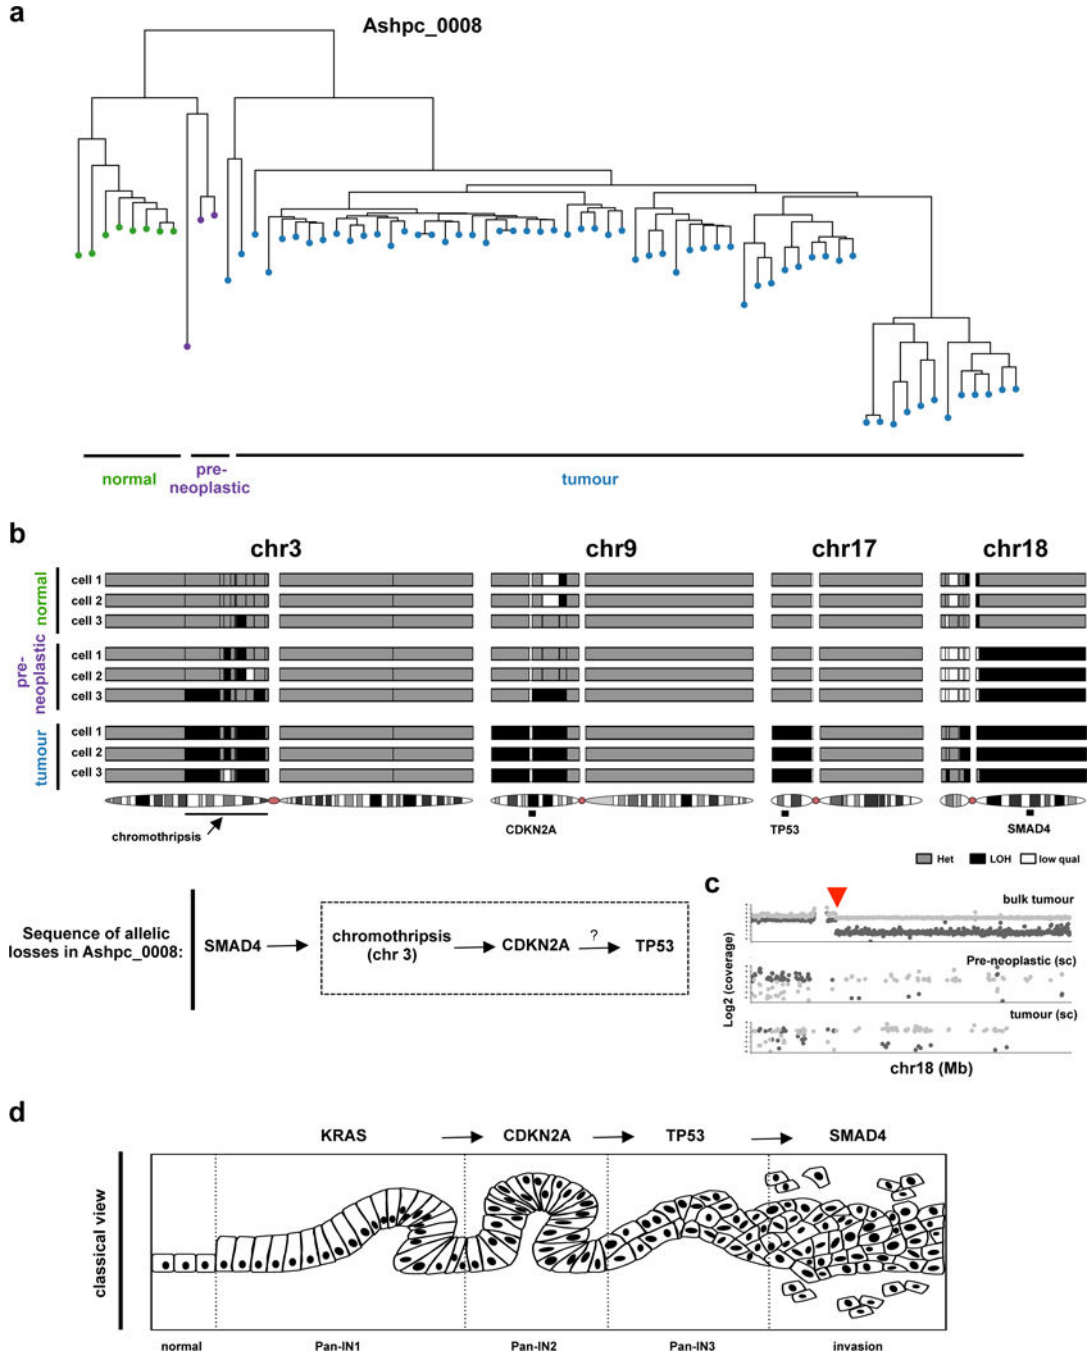 a
Ashpc_0008
normal
pre-
neoplastic
tumour
b
chr3 chr9 chr17 chr18
normal
cell 1
cell 2
cell 3
pre-
neoplastic
cell 1
cell 2
cell 3
tumour
cell 1
cell 2
cell 3
chromothripsis
CDKN2A
TP53
SMAD4
Het LOH low qual
Sequence of allelic
losses in Ashpc_0008:
SMAD4
chromothripsis
(chr 3)
CDKN2A
?
TP53
c
bulk tumour
Pre-neoplastic (sc)
tumour (sc)
Log2 (coverage)
chr18 (Mb)
d
KRAS CDKN2A TP53 SMAD4
classical view
normal Pan-IN1 Pan-IN2 Pan-IN3 invasion